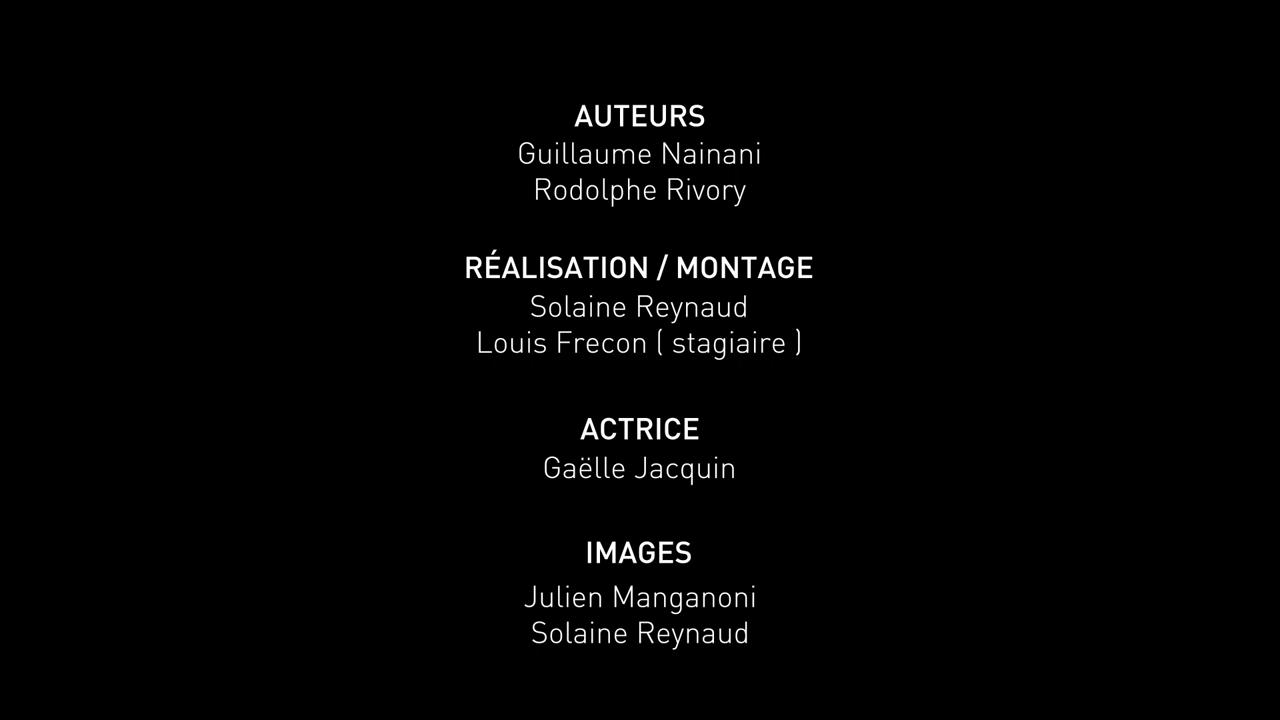 AUTEURS
Guillaume Nainani
Rodolphe Rivory
RÉALISATION / MONTAGE
Solaine Reynaud
Louis Frecon ( stagiaire )
ACTRICE
Gaëlle Jacquin
IMAGES
Julien Manganoni
Solaine Reynaud